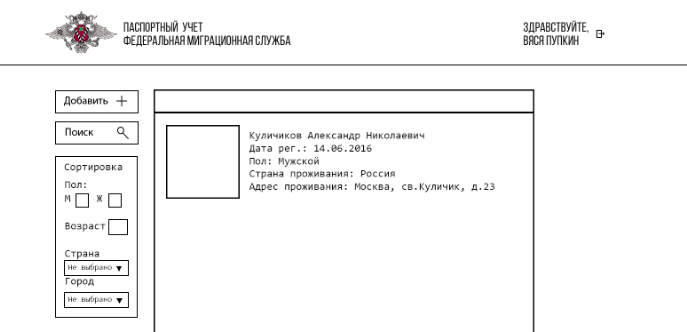 ПАСПОРТНЫЙ УЧЕТ
ФЕДЕРАЛЬНАЯ МИГРАЦИОННАЯ СЛУЖБА
ЗДРАВСТВУЙТЕ,
ВЯСЯ ПУПКИН
Добавить
Поиск
Сортировка
Пол:
М Ж
Возраст
Страна
Не выбрано
Город
Не выбрано
Куличиков Александр Николаевич
Дата рег.: 14.06.2016
Пол: Мужской
Страна проживания: Россия
Адрес проживания: Москва, св.Куличик, д.23